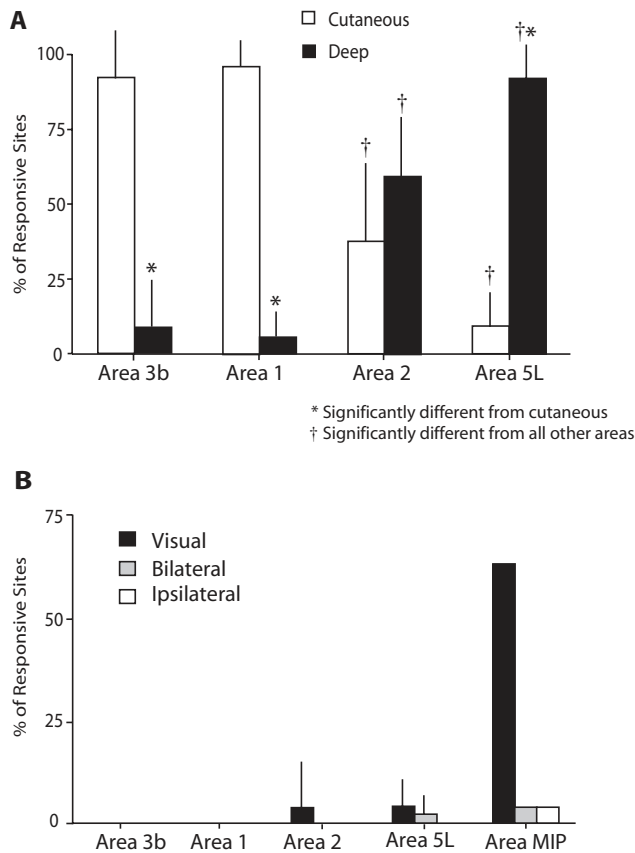 A
Cutaneous
Deep
% of Responsive Sites
100
75
50
25
0
*
*
†
†
†
†*
Area 3b Area 1 Area 2 Area 5L
* Significantly different from cutaneous
† Significantly different from all other areas
B
% of Responsive Sites
75
50
25
0
Visual
Bilateral
Ipsilateral
Area 3b Area 1 Area 2 Area 5L Area MIP